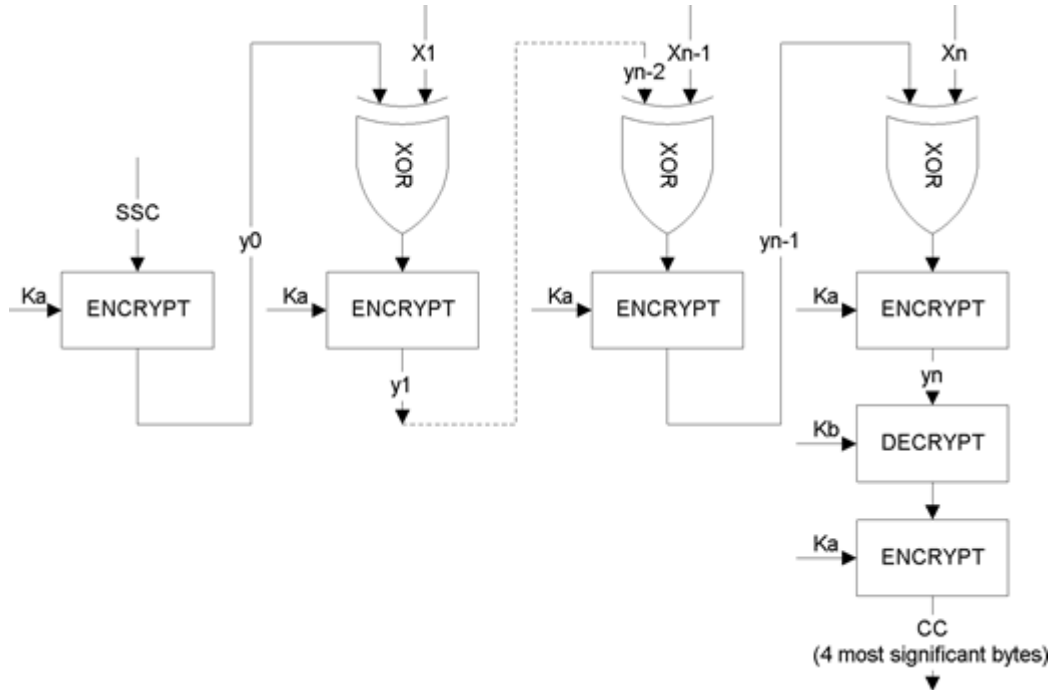 X1
Xn-1
Xn
yn-2
XOR
XOR
XOR
SSC
y0
yn-1
Ka
ENCRYPT
Ka
ENCRYPT
Ka
ENCRYPT
Ka
ENCRYPT
y1
yn
Kb
DECRYPT
Ka
ENCRYPT
CC
(4 most significant bytes)